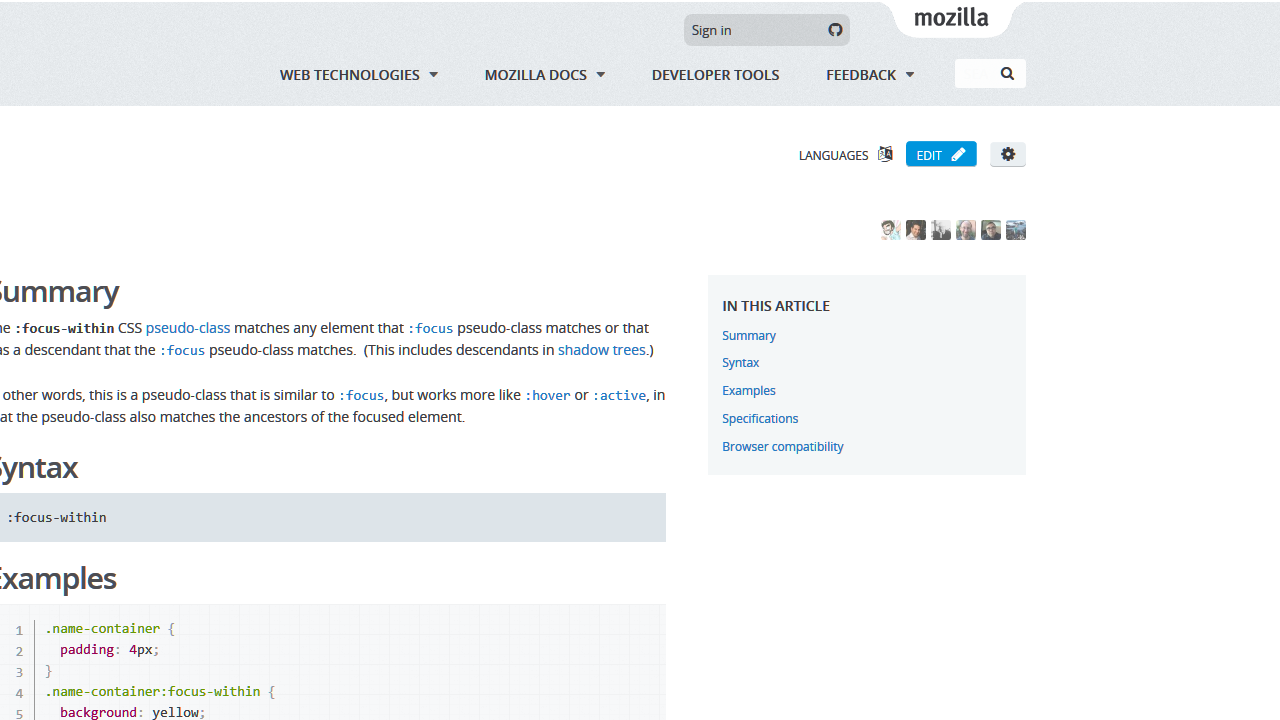 mozilla
Sign in
WEB TECHNOLOGIES MOZILLA DOCS DEVELOPER TOOLS FEEDBACK
LANGUAGES EDIT
Summary
:focus-within CSS pseudo-class matches any element that :focus pseudo-class matches or that
a descendant that the :focus pseudo-class matches. (This includes descendants in shadow trees.)
other words, this is a pseudo-class that is similar to :focus, but works more like :hover or :active, in
the pseudo-class also matches the ancestors of the focused element.
Syntax
:focus-within
Examples
1 .name-container {
2 padding: 4px;
3 }
4 .name-container:focus-within {
5 background: yellow;
IN THIS ARTICLE
Summary
Syntax
Examples
Specifications
Browser compatibility